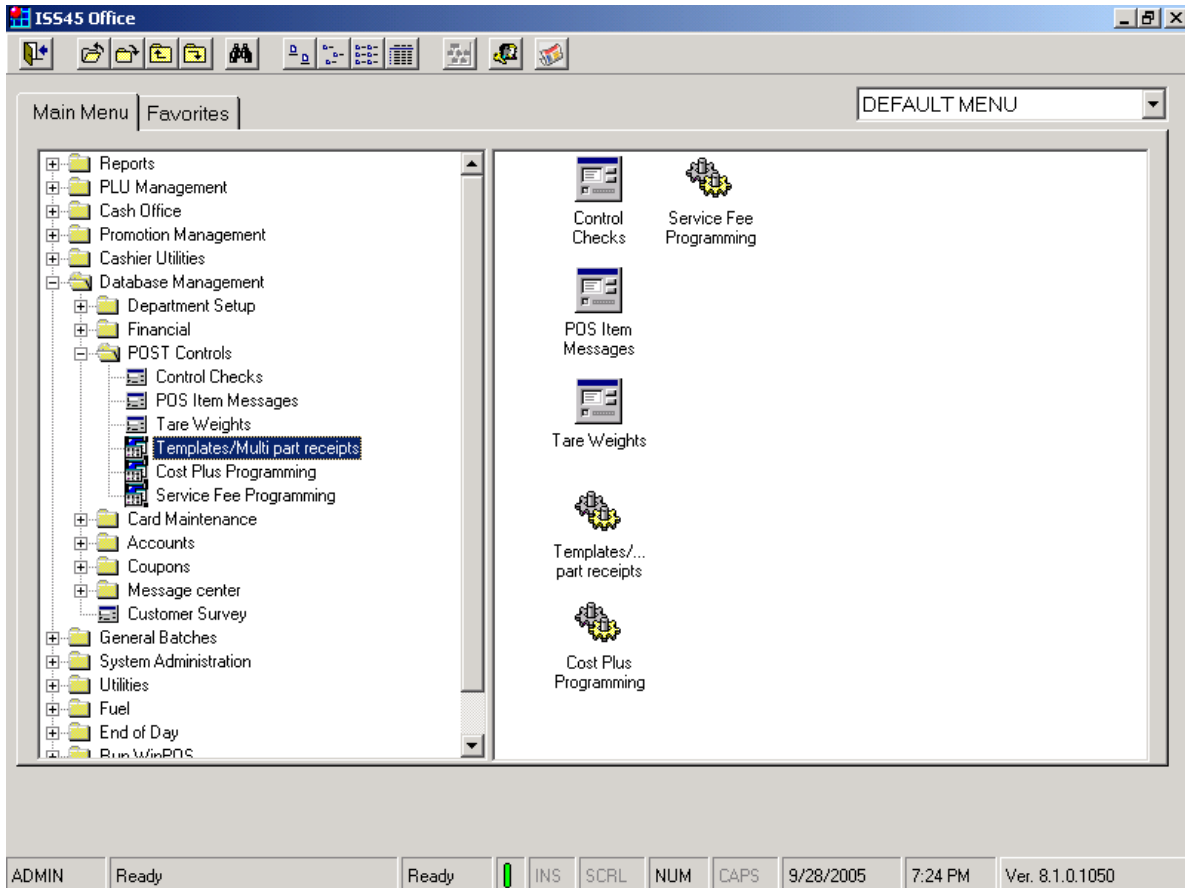 ISS45 Office
Main Menu
Favorites
DEFAULT MENU
Reports
PLU Management
Cash Office
Promotion Management
Cashier Utilities
Database Management
Department Setup
Financial
POST Controls
Control Checks
POS Item Messages
Tare Weights
Templates/Multi part receipts
Cost Plus Programming
Service Fee Programming
Card Maintenance
Accounts
Coupons
Message center
Customer Survey
General Batches
System Administration
Utilities
Fuel
End of Day
Run WinPOS
Control
Checks
Service Fee
Programming
POS Item
Messages
Tare Weights
Templates/...
part receipts
Cost Plus
Programming
ADMIN
Ready
Ready
INS
SCRL
NUM
CAPS
9/28/2005
7:24 PM
Ver. 8.1.0.1050